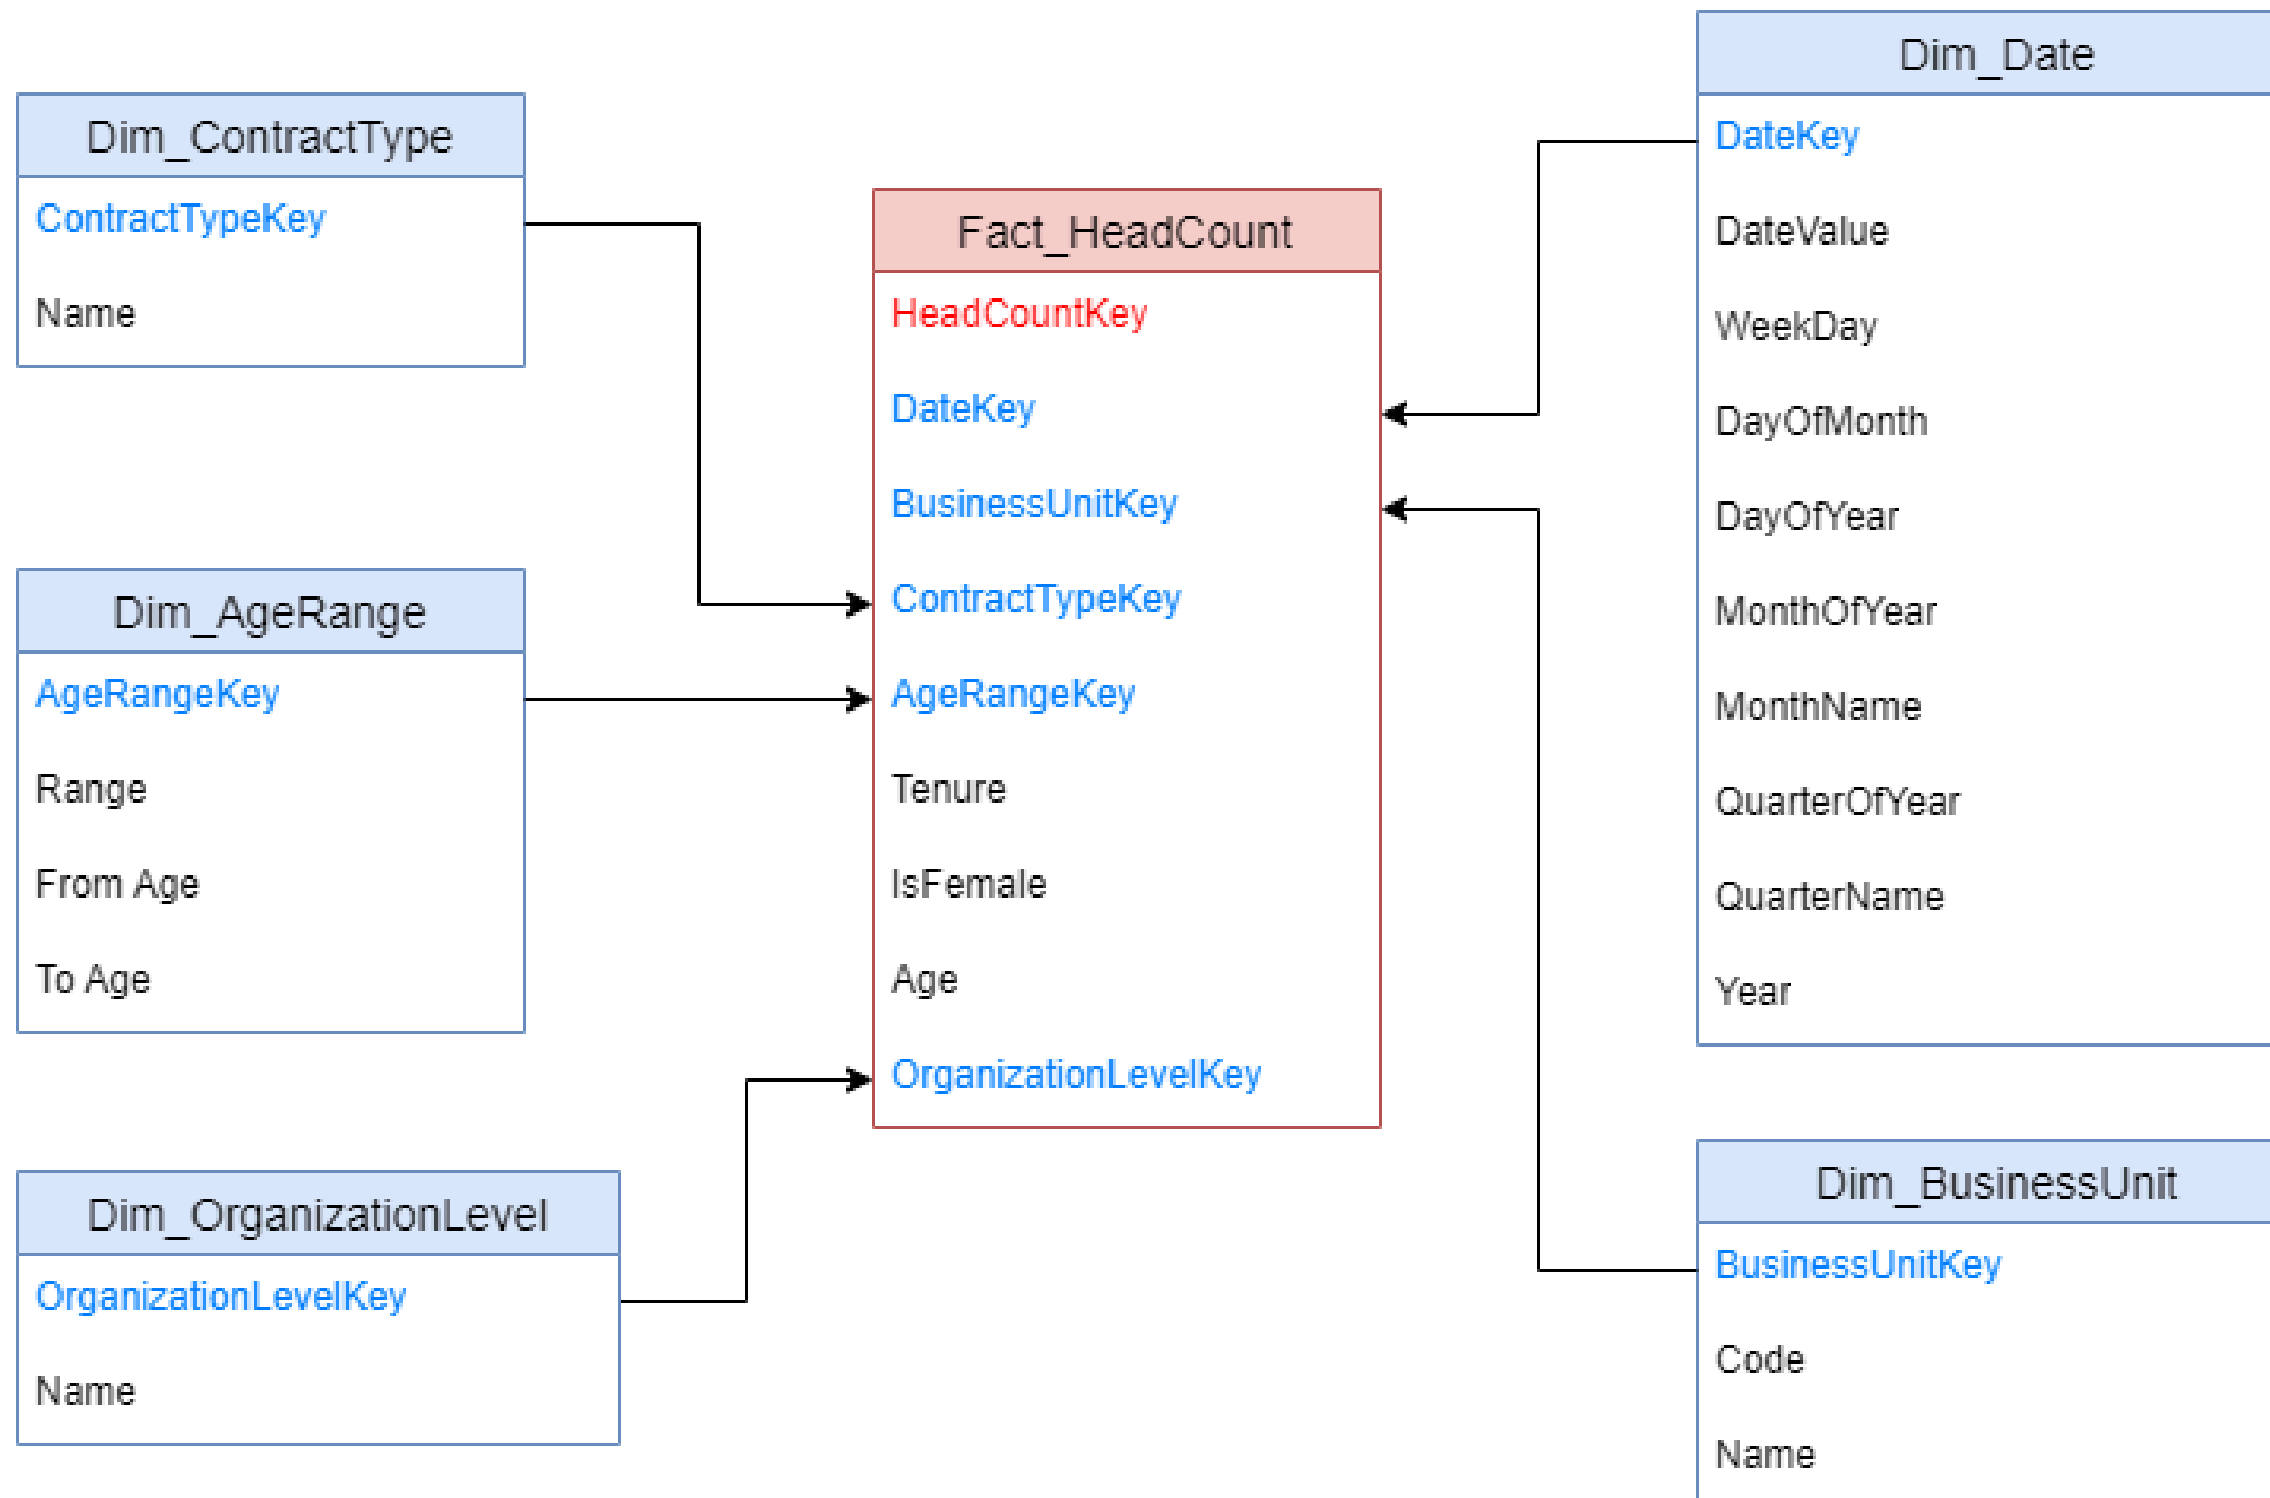 Dim_ContractType
ContractTypeKey
Name
Dim_AgeRange
AgeRangeKey
Range
From Age
To Age
Dim_OrganizationLevel
OrganizationLevelKey
Name
Fact_HeadCount
HeadCountKey
DateKey
BusinessUnitKey
ContractTypeKey
AgeRangeKey
Tenure
IsFemale
Age
OrganizationLevelKey
Dim_Date
DateKey
DateValue
WeekDay
DayOfMonth
DayOfYear
MonthOfYear
MonthName
QuarterOfYear
QuarterName
Year
Dim_BusinessUnit
BusinessUnitKey
Code
Name